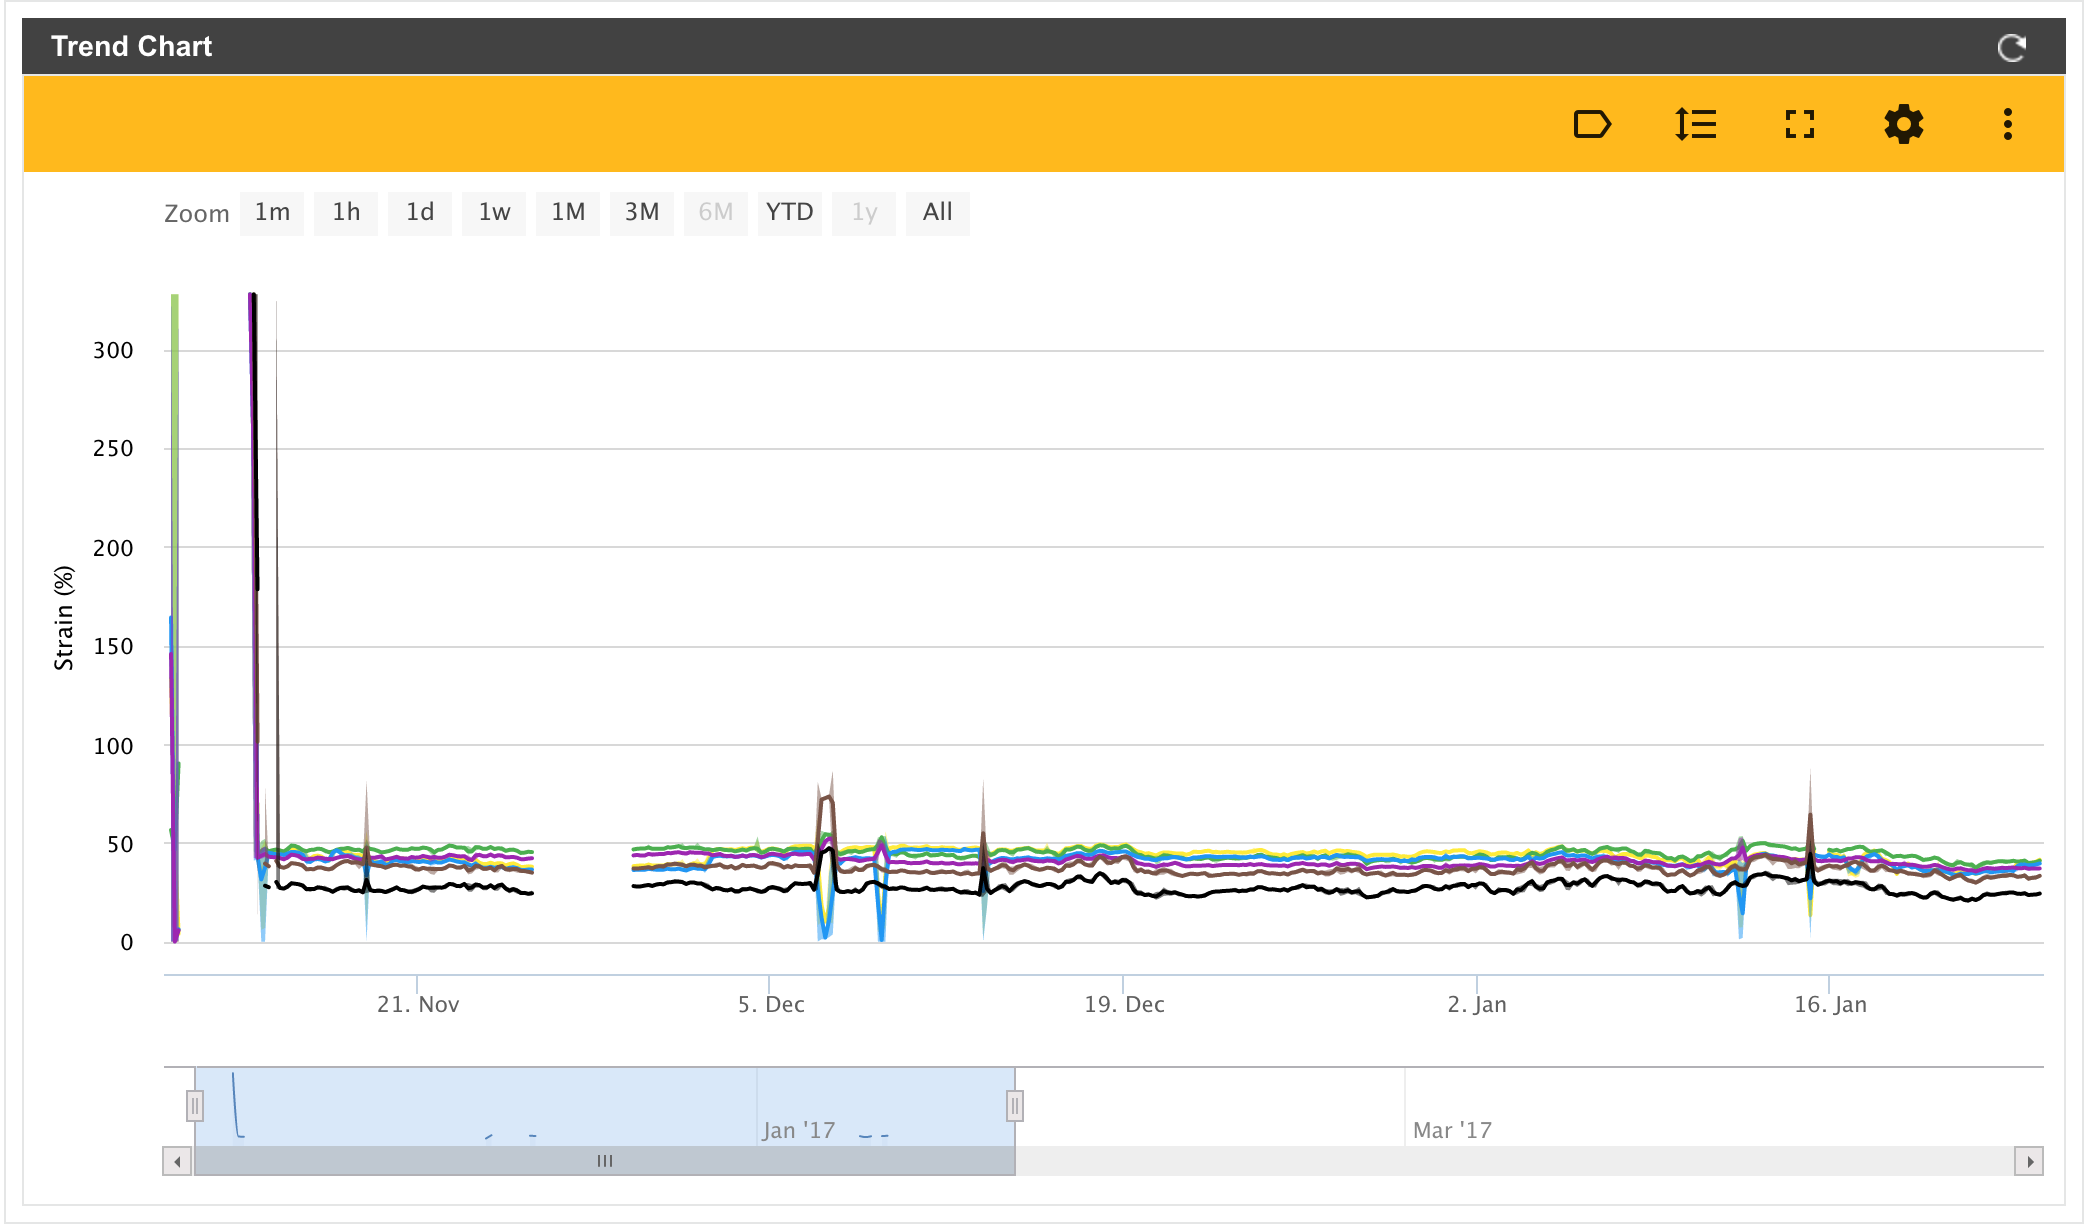 Trend Chart
Zoom 1m 1h 1d 1w 1M 3M 6M YTD 1y All
Strain (%)
300
250
200
150
100
50
0
21. Nov 5. Dec 19. Dec 2. Jan 16. Jan
Jan '17 Mar '17